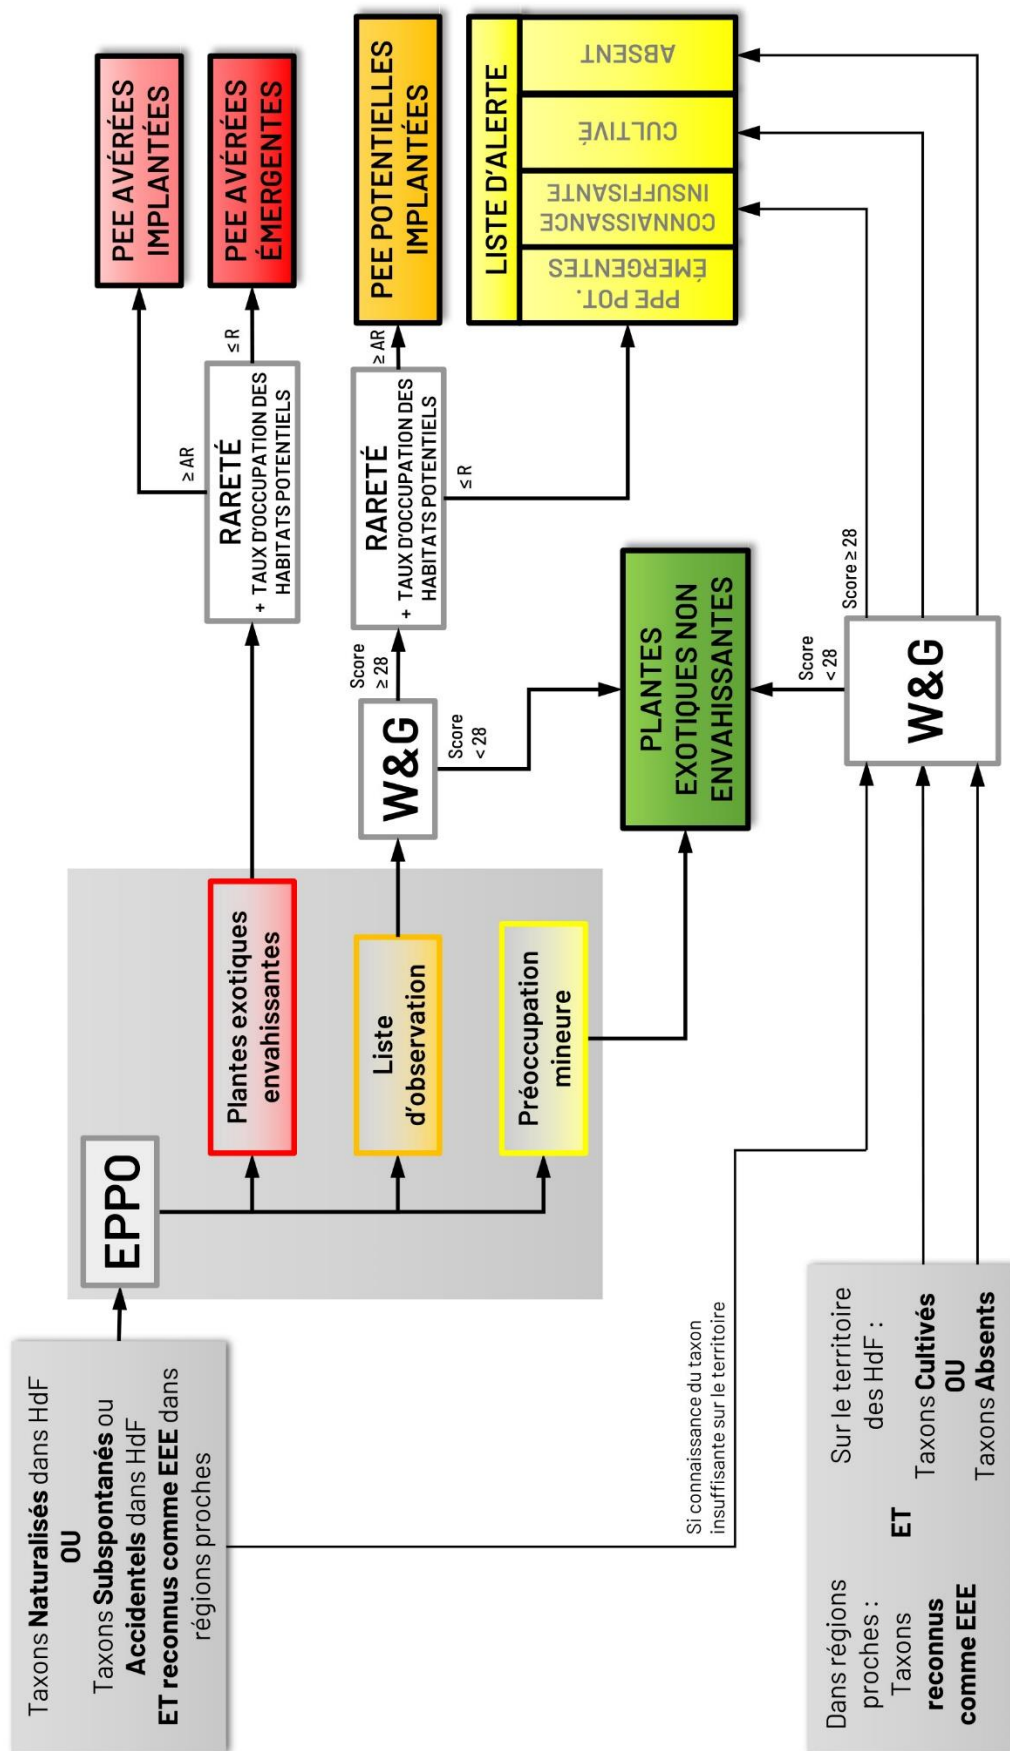 Taxons Naturalisés dans HdF
OU
Taxons Subspontanés ou
Accidentels dans HdF
ET reconnus comme EEE dans
régions proches
EPPO
Plantes exotiques
envahissantes
Liste
d'observation
Préoccupation
mineure
W&G
Score
≥ 28
Score
< 28
RARETÉ
+ TAUX D'OCCUPATION DES
HABITATS POTENTIELS
≥ AR
≤ R
RARETÉ
+ TAUX D'OCCUPATION DES
HABITATS POTENTIELS
≥ AR
≤ R
PEE AVÉRÉES
IMPLANTÉES
PEE AVÉRÉES
ÉMERGENTES
PEE POTENTIELLES
IMPLANTÉES
LISTE D'ALERTE
PPE POT.
ÉMERGENTES
CONNAISSANCE
INSUFFISANTE
CULTIVÉ
ABSENT
PLANTES
EXOTIQUES NON
ENVAHISSANTES
Si connaissance du taxon
insuffisante sur le territoire
Dans régions
proches :
Taxons
reconnus
comme EEE
ET
Sur le territoire
des HdF :
Taxons Cultivés
OU
Taxons Absents
W&G
Score
< 28
Score ≥ 28